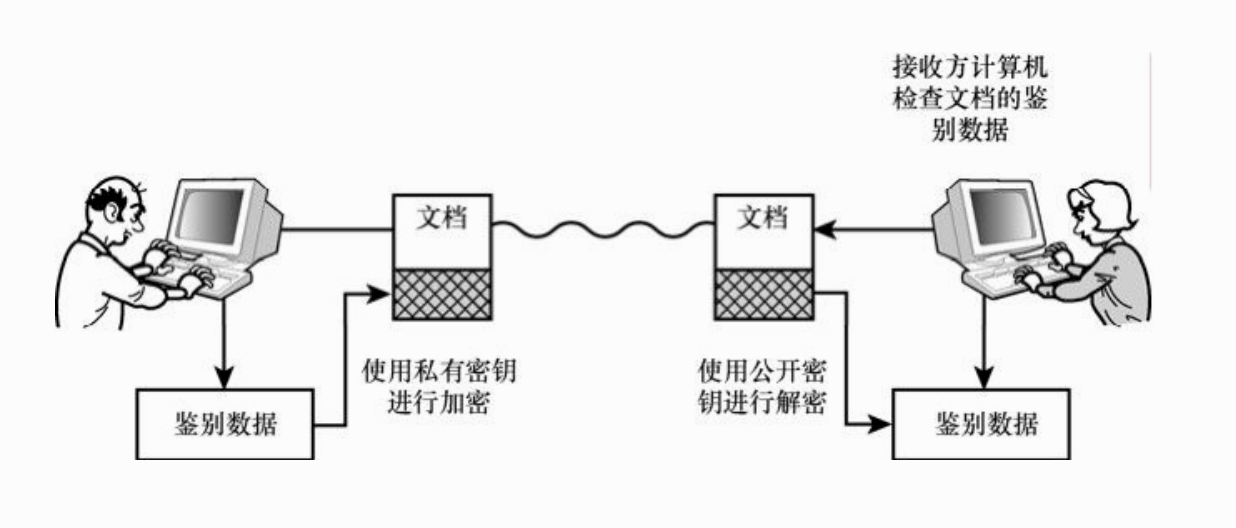 接收方计算机
检查文档的鉴
别数据
文档
文档
使用私有密钥
进行加密
使用公开密
钥进行解密
鉴别数据
鉴别数据